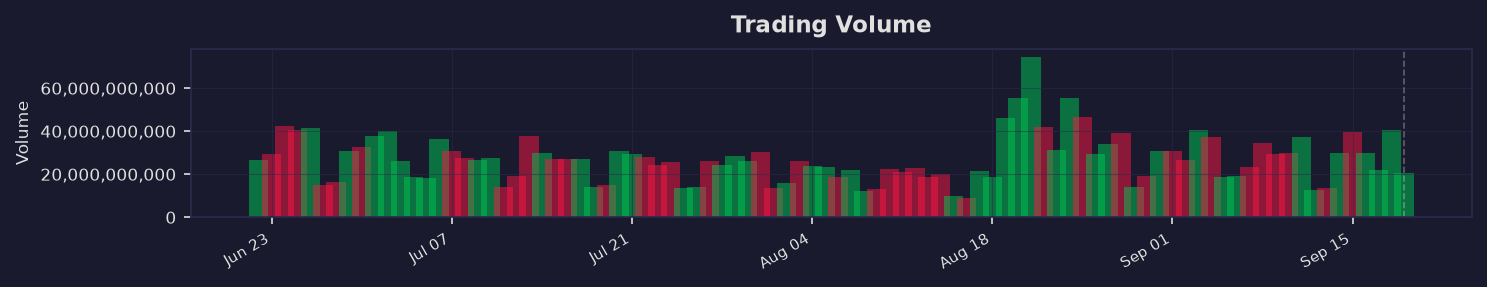 Trading Volume
Volume
60,000,000,000
40,000,000,000
20,000,000,000
0
Jun 23
Jul 07
Jul 21
Aug 04
Aug 18
Sep 01
Sep 15